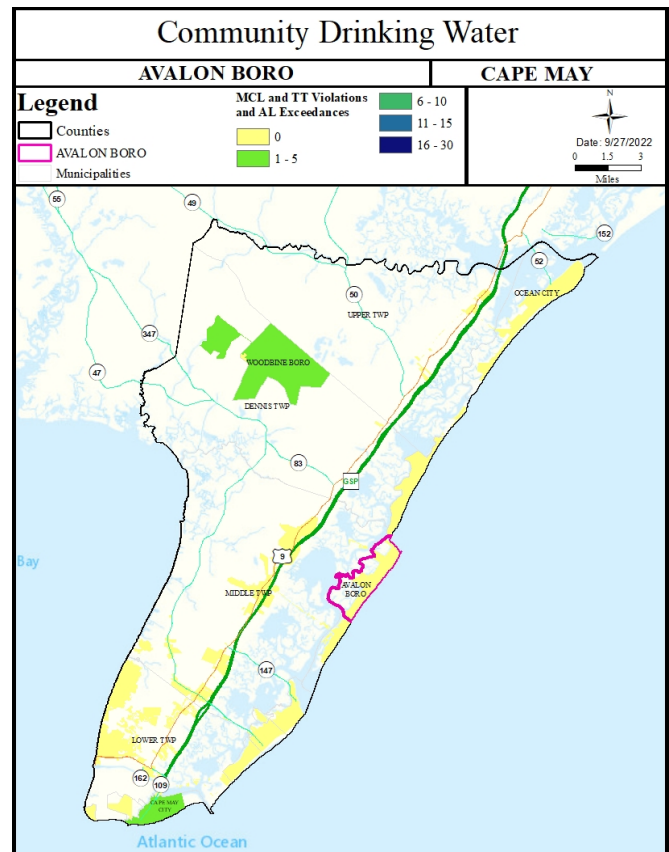 Community Drinking Water
AVALON BORO
CAPE MAY
Legend
Counties
AVALON BORO
Municipalities
MCL and TT Violations
and AL Exceedances
0
1 - 5
6 - 10
11 - 15
16 - 30
N
Date: 9/27/2022
0 1.5 3
Miles
55
49
152
52
OCEAN CITY
50
UPPER TWP
347
WOODBINE BORO
47
DENNIS TWP
83
GSP
9
Bay
AVALON
BORO
MIDDLE TWP
147
LOWER TWP
162
109
CAPE MAY
CITY
Atlantic Ocean